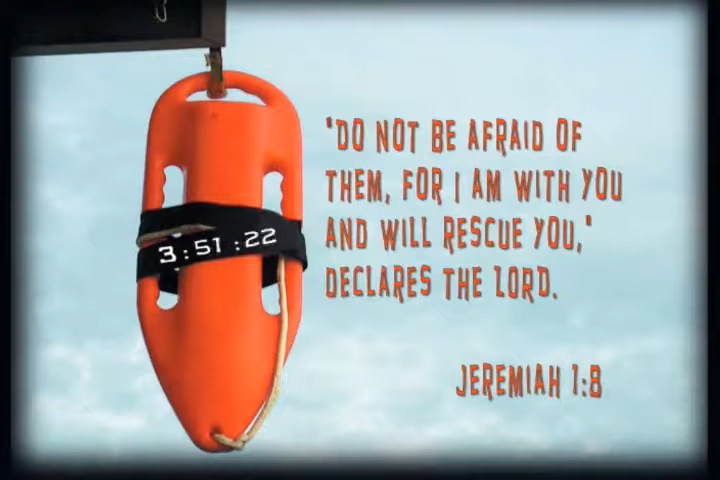 3:51:22
"DO NOT BE AFRAID OF
THEM, FOR I AM WITH YOU
AND WILL RESCUE YOU,"
DECLARES THE LORD.
JEREMIAH 1:8